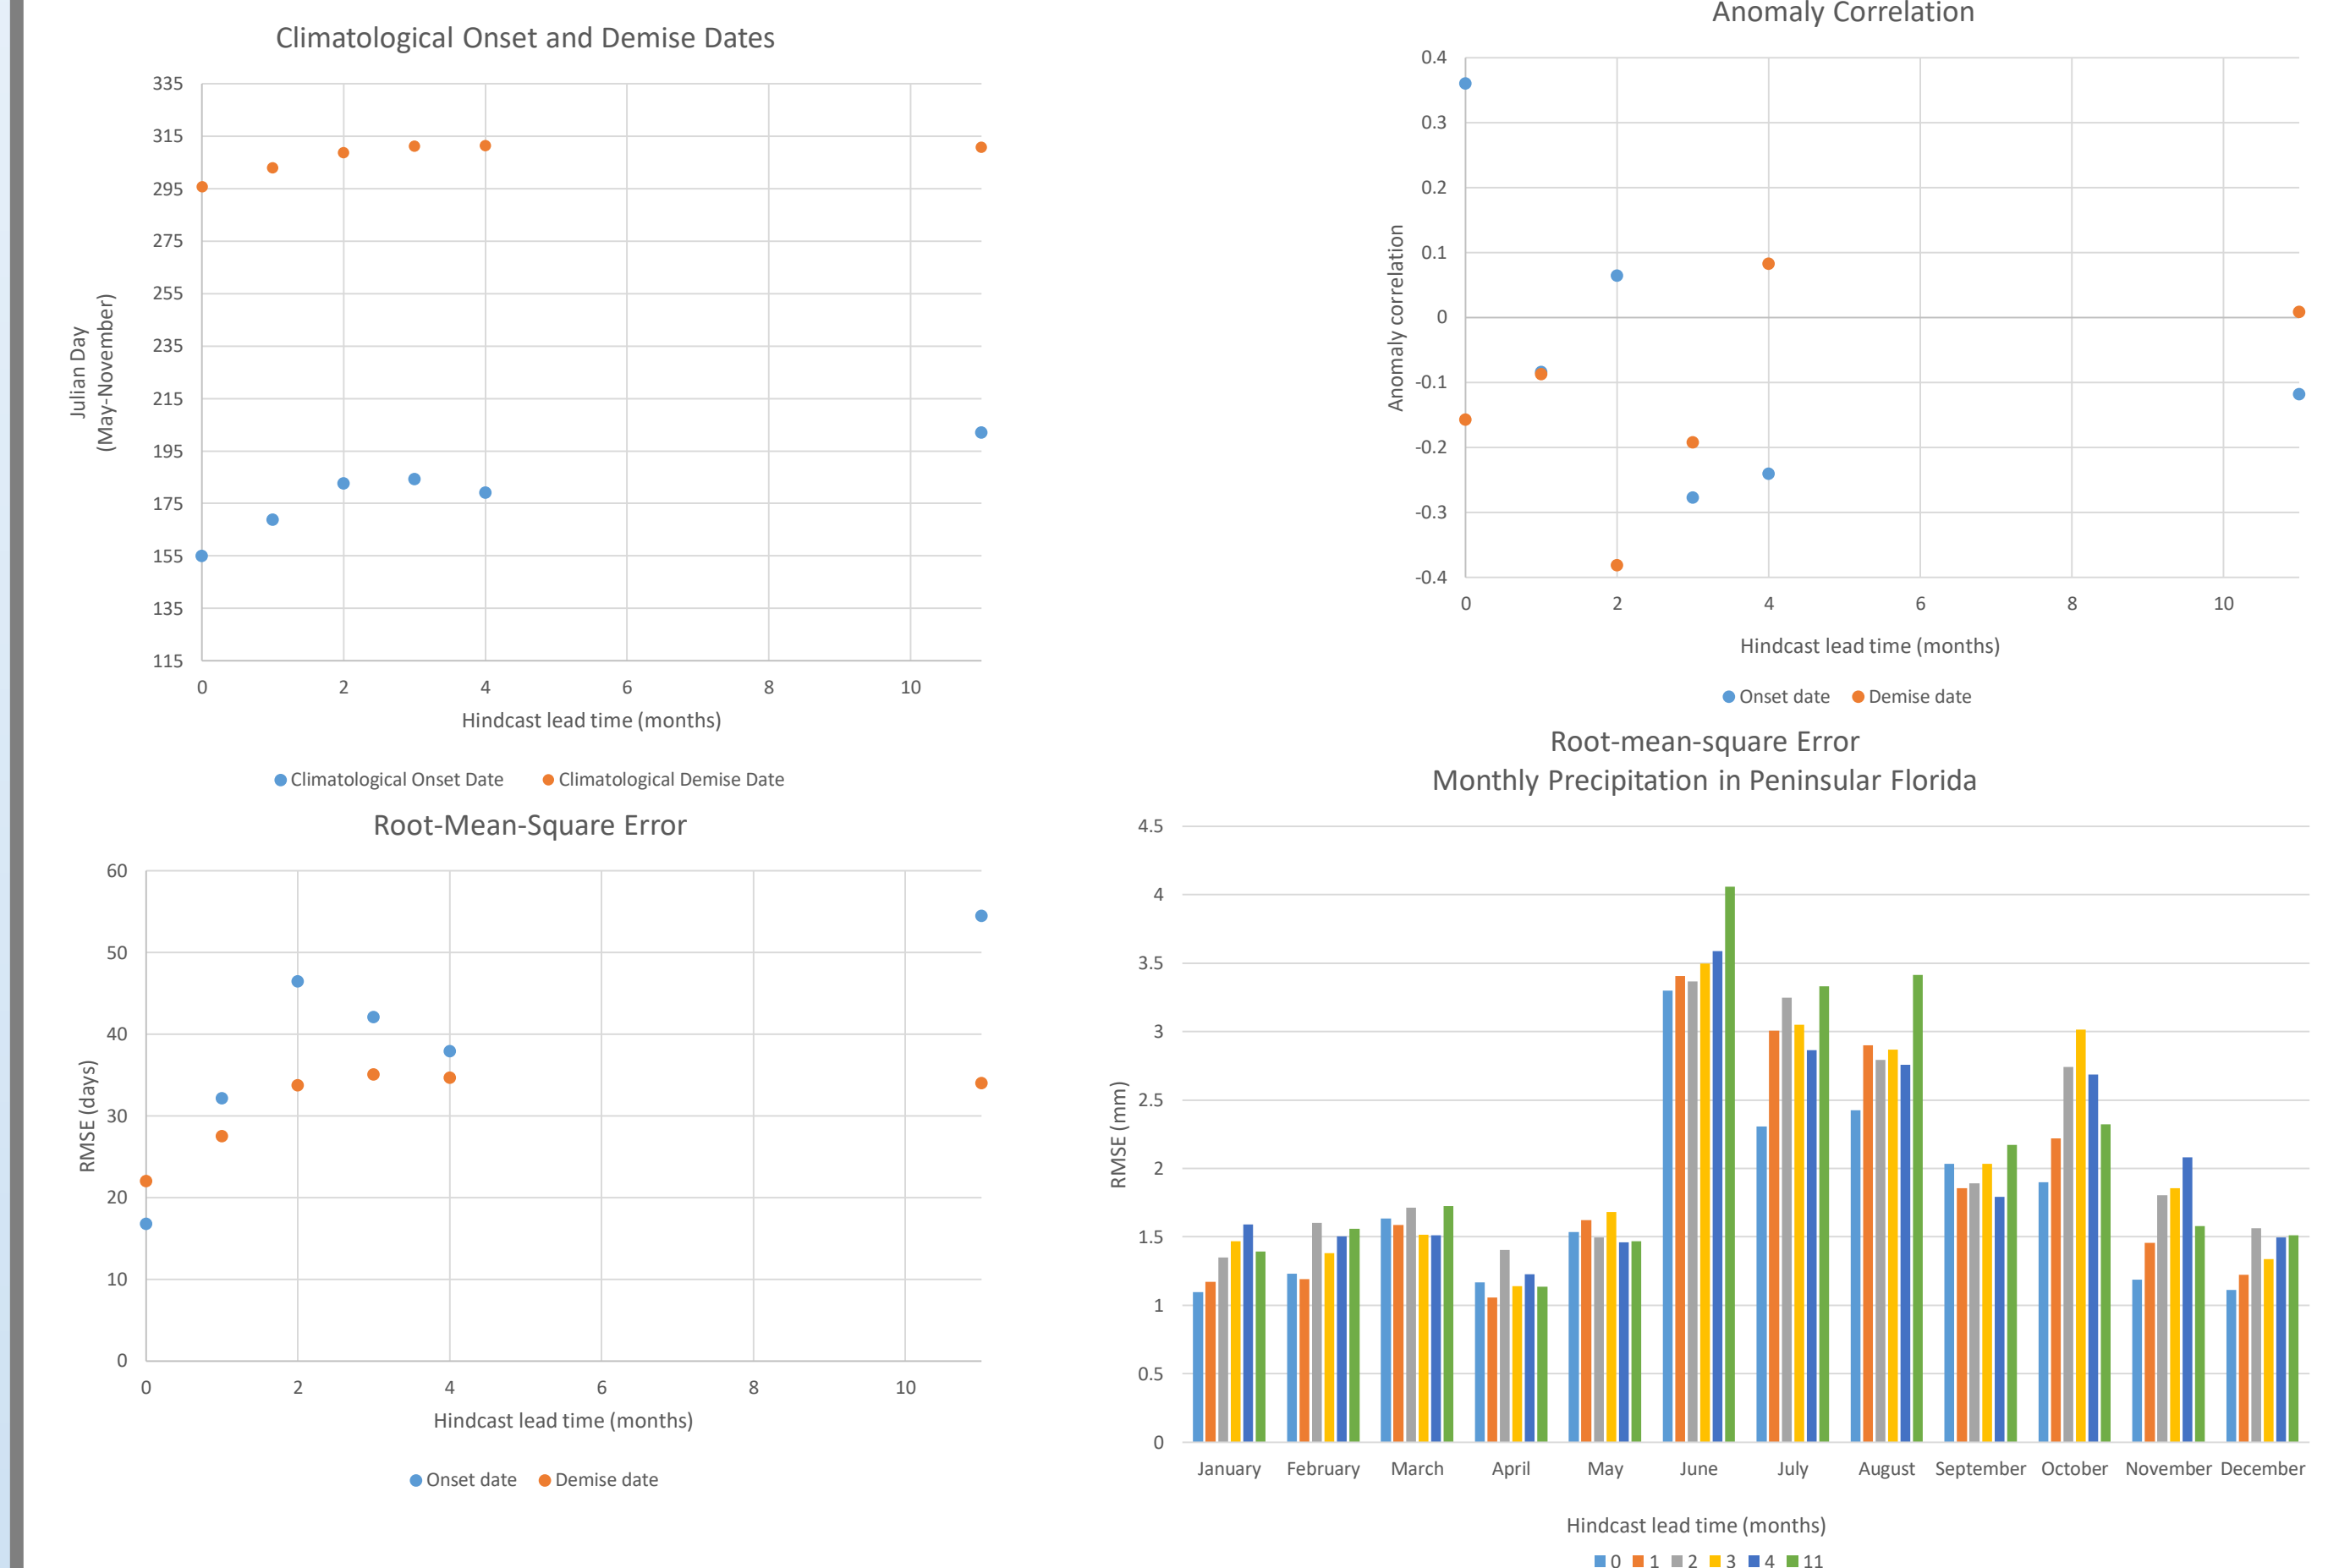 Climatological Onset and Demise Dates
335
315
295
275
255
235
215
195
175
155
135
115
Julian Day
(May-November)
0 2 4 6 8 10
Hindcast lead time (months)
Climatological Onset Date Climatological Demise Date
Anomaly Correlation
0.4
0.3
0.2
0.1
0
-0.1
-0.2
-0.3
-0.4
Anomaly correlation
0 2 4 6 8 10
Hindcast lead time (months)
Onset date Demise date
Root-Mean-Square Error
60
50
40
30
20
10
0
RMSE (days)
0 2 4 6 8 10
Hindcast lead time (months)
Onset date Demise date
Root-mean-square Error
Monthly Precipitation in Peninsular Florida
4.5
4
3.5
3
2.5
2
1.5
1
0.5
0
RMSE (mm)
January February March April May June July August September October November December
Hindcast lead time (months)
0 1 2 3 4 11